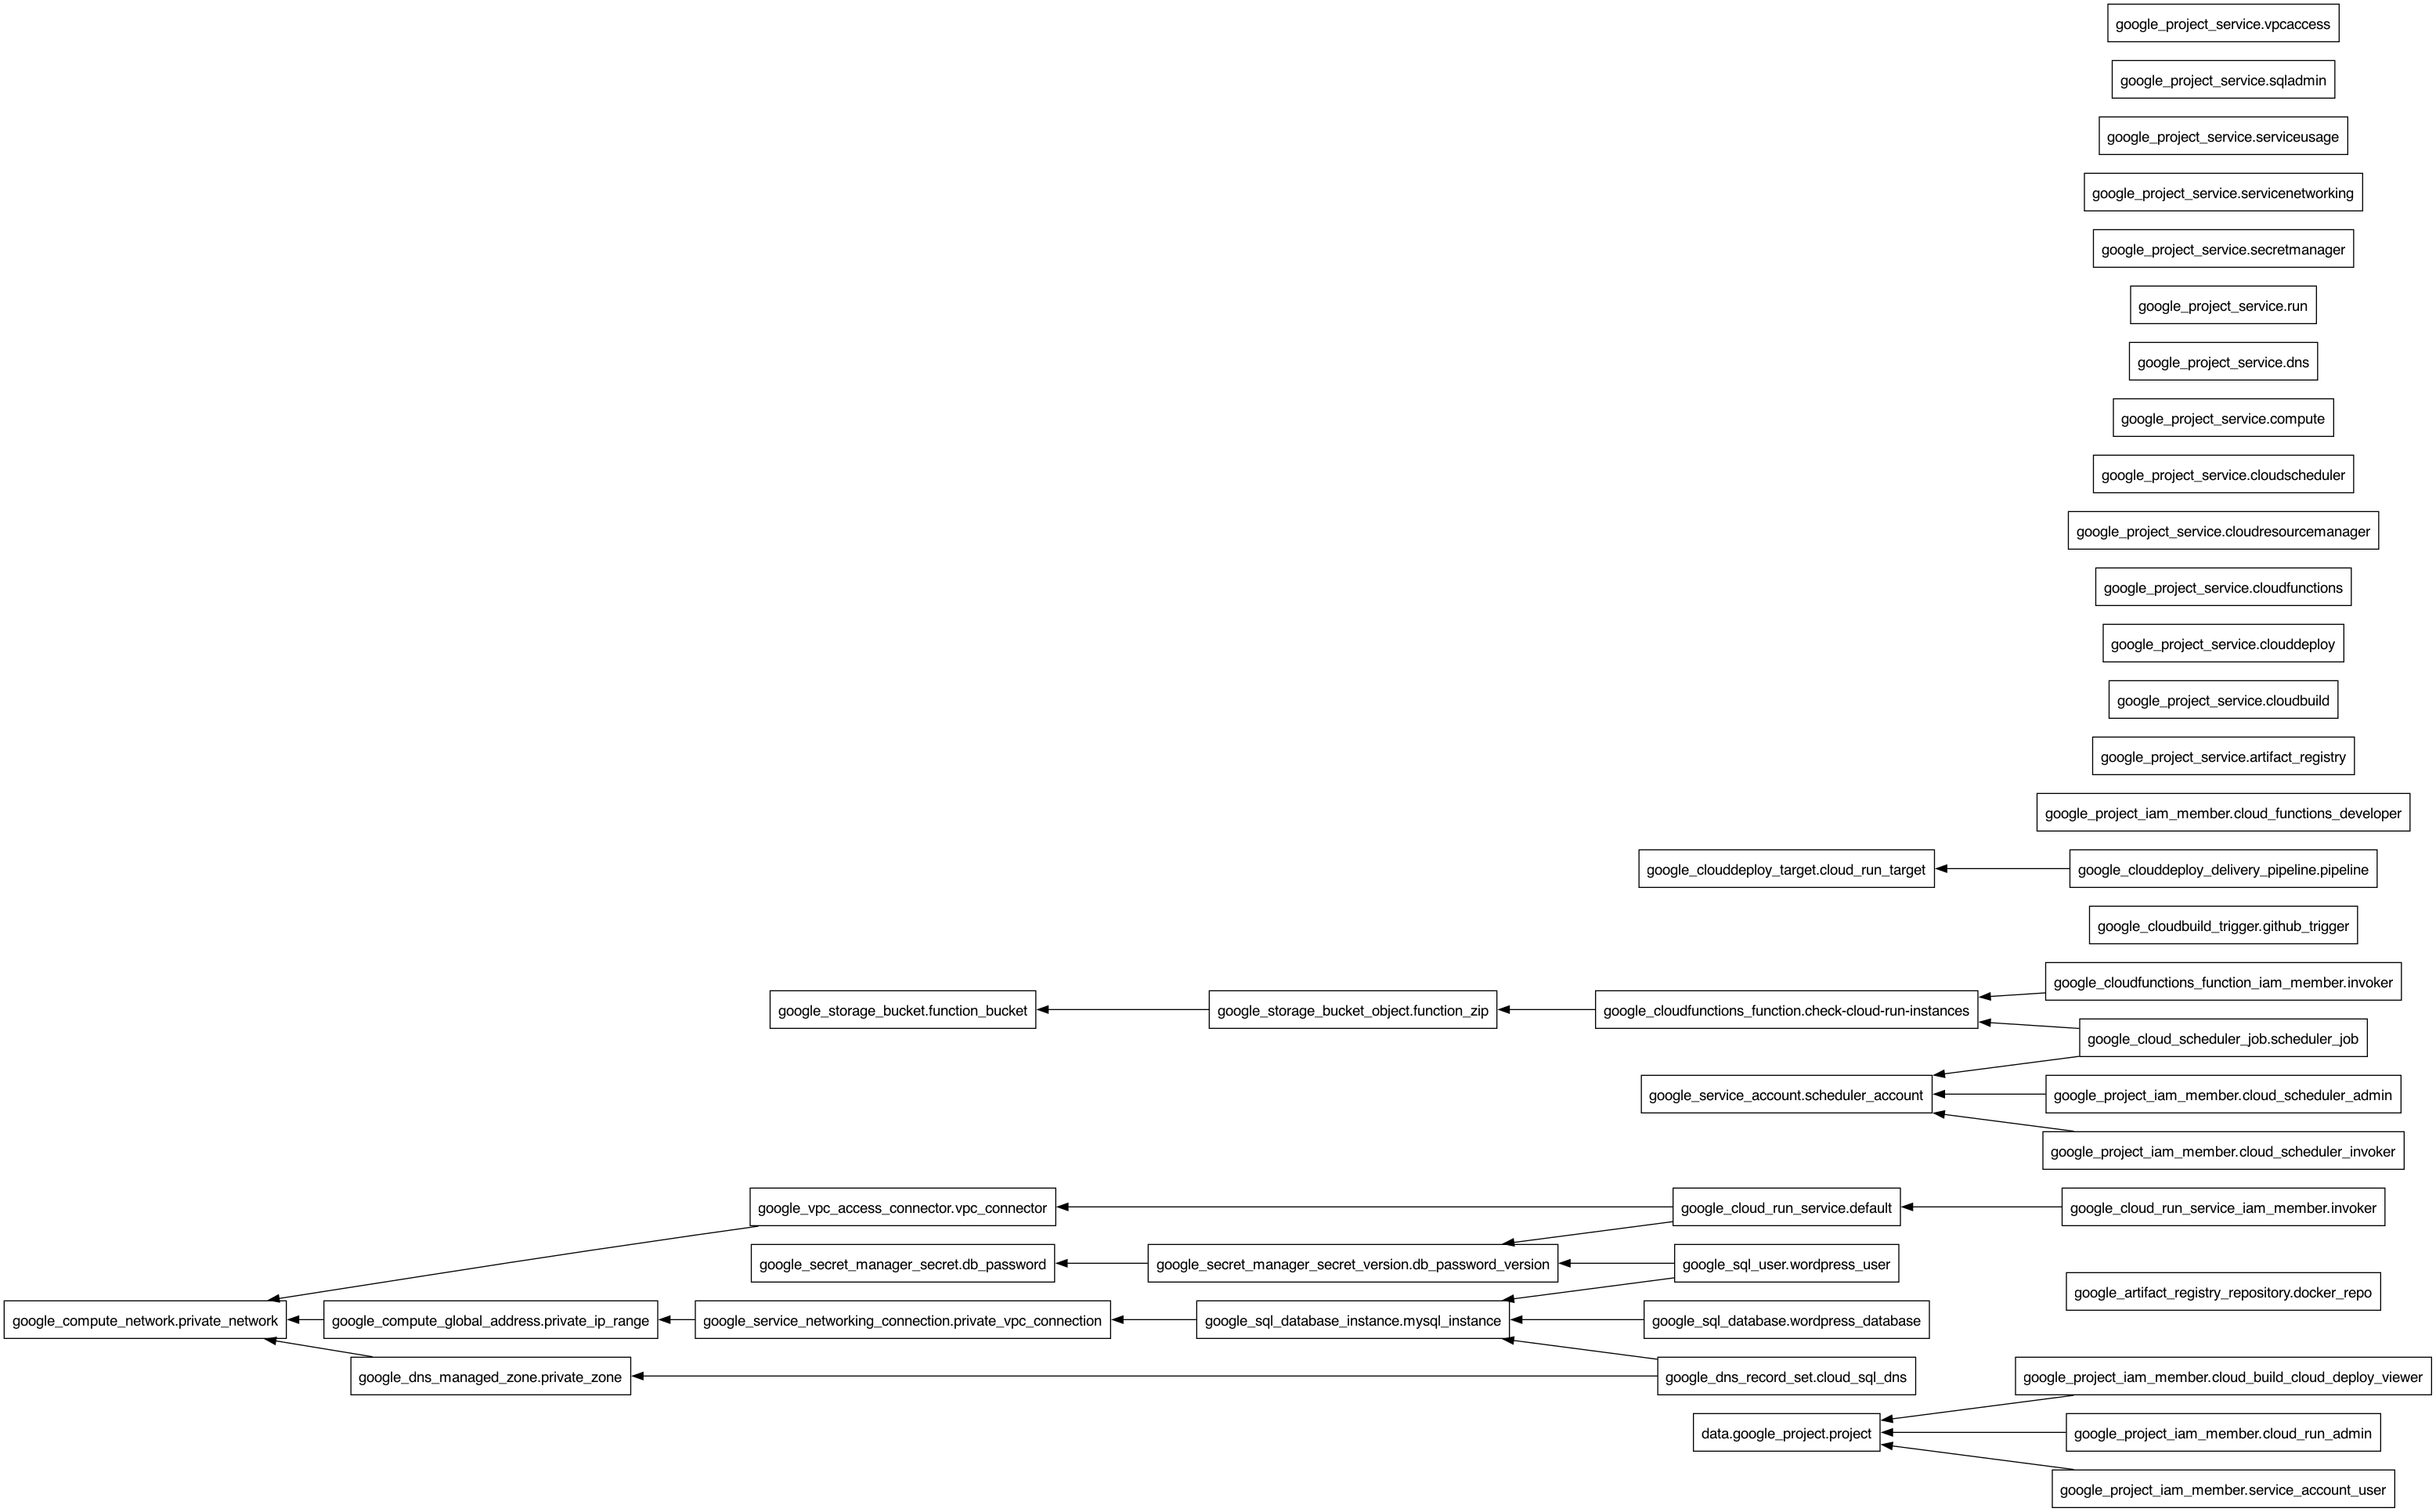 google_project_service.vpcaccess
google_project_service.sqladmin
google_project_service.serviceusage
google_project_service.servicenetworking
google_project_service.secretmanager
google_project_service.run
google_project_service.dns
google_project_service.compute
google_project_service.cloudscheduler
google_project_service.cloudresourcemanager
google_project_service.cloudfunctions
google_project_service.clouddeploy
google_project_service.cloudbuild
google_project_service.artifact_registry
google_project_iam_member.cloud_functions_developer
google_clouddeploy_target.cloud_run_target
google_clouddeploy_delivery_pipeline.pipeline
google_cloudbuild_trigger.github_trigger
google_cloudfunctions_function_iam_member.invoker
google_storage_bucket.function_bucket
google_storage_bucket_object.function_zip
google_cloudfunctions_function.check-cloud-run-instances
google_cloud_scheduler_job.scheduler_job
google_service_account.scheduler_account
google_project_iam_member.cloud_scheduler_admin
google_project_iam_member.cloud_scheduler_invoker
google_vpc_access_connector.vpc_connector
google_cloud_run_service.default
google_cloud_run_service_iam_member.invoker
google_secret_manager_secret.db_password
google_secret_manager_secret_version.db_password_version
google_sql_user.wordpress_user
google_artifact_registry_repository.docker_repo
google_compute_network.private_network
google_compute_global_address.private_ip_range
google_service_networking_connection.private_vpc_connection
google_sql_database_instance.mysql_instance
google_sql_database.wordpress_database
google_dns_managed_zone.private_zone
google_dns_record_set.cloud_sql_dns
google_project_iam_member.cloud_build_cloud_deploy_viewer
data.google_project.project
google_project_iam_member.cloud_run_admin
google_project_iam_member.service_account_user